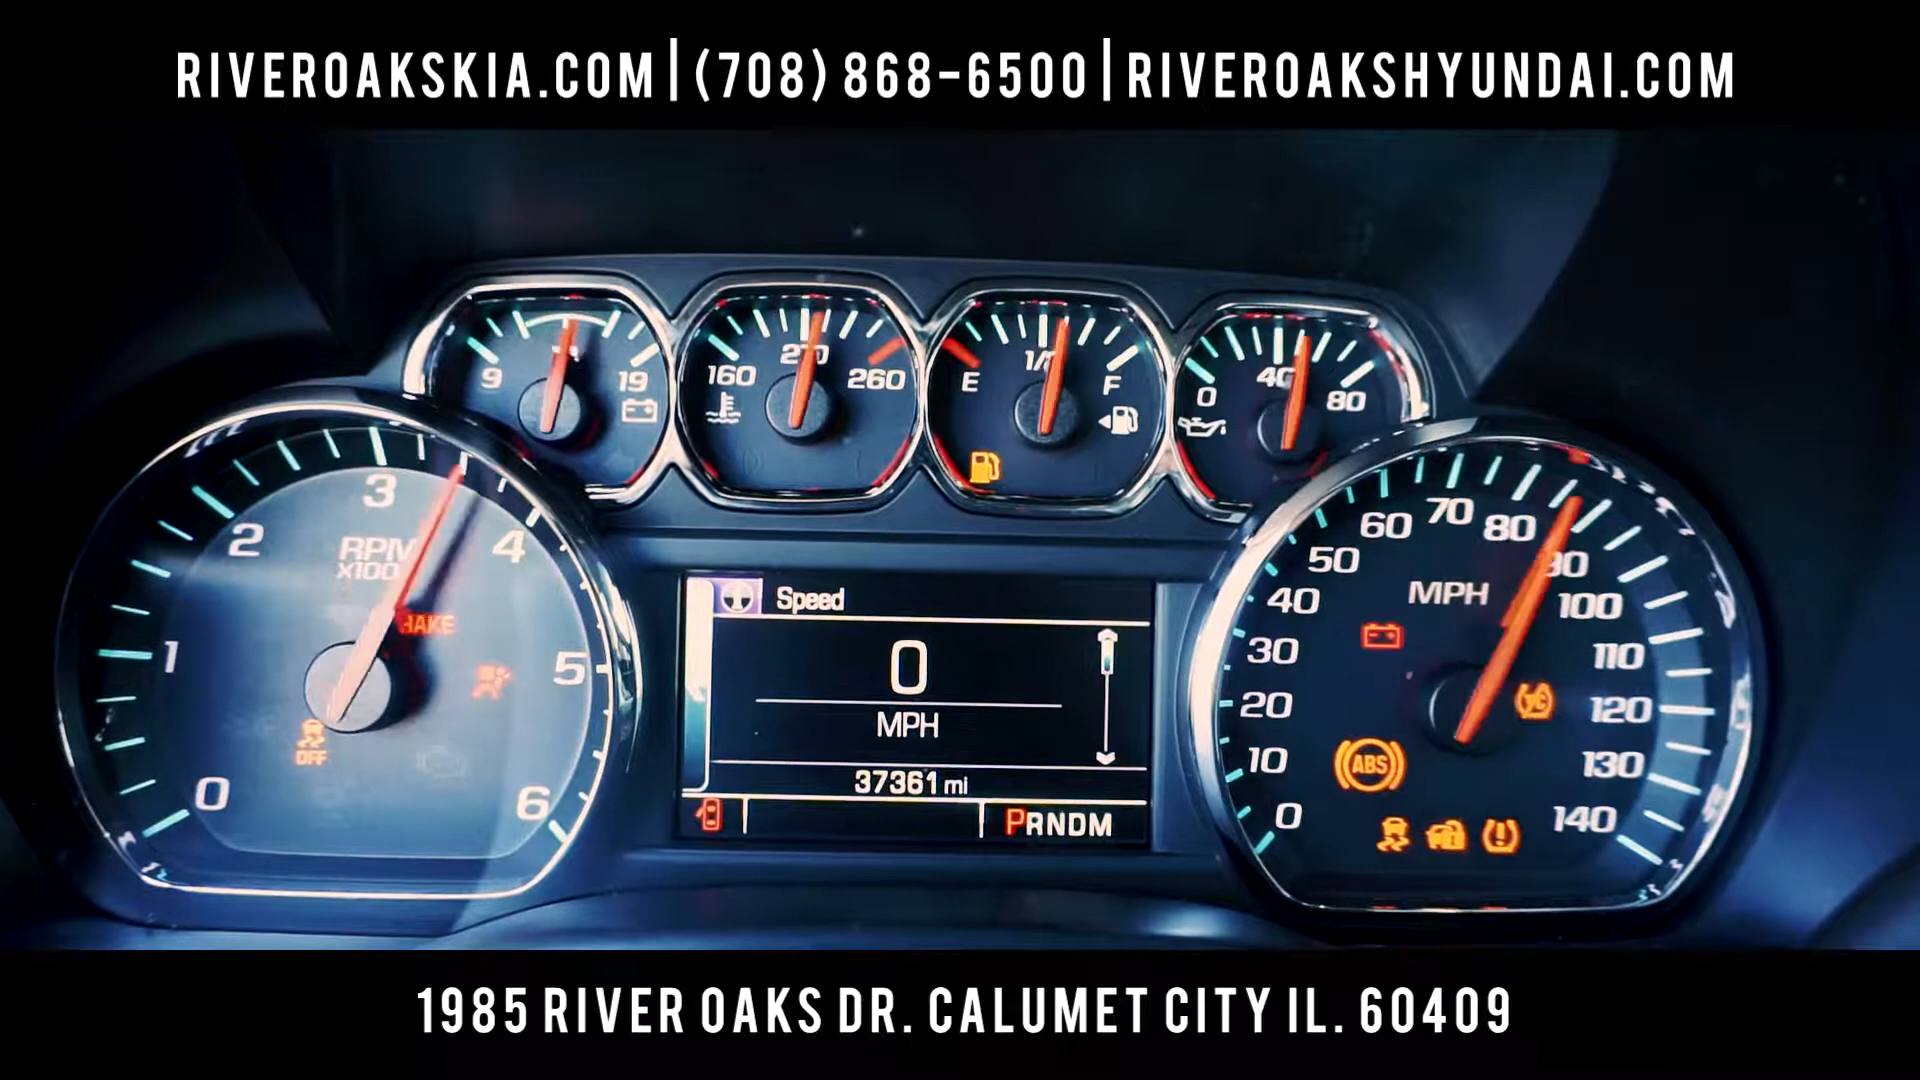 RIVEROAKSKIA.COM | (708) 868-6500 | RIVEROAKSHYUNDAI.COM
9 19
160 260
E F
0 40 80
0 1 2 3 4 5 6
RPM
x100
OFF
Speed
0
MPH
37361 mi
PRNDM
0 10 20 30 40 50 60 70 80 90 100 110 120 130 140
MPH
ABS
1985 RIVER OAKS DR. CALUMET CITY IL. 60409